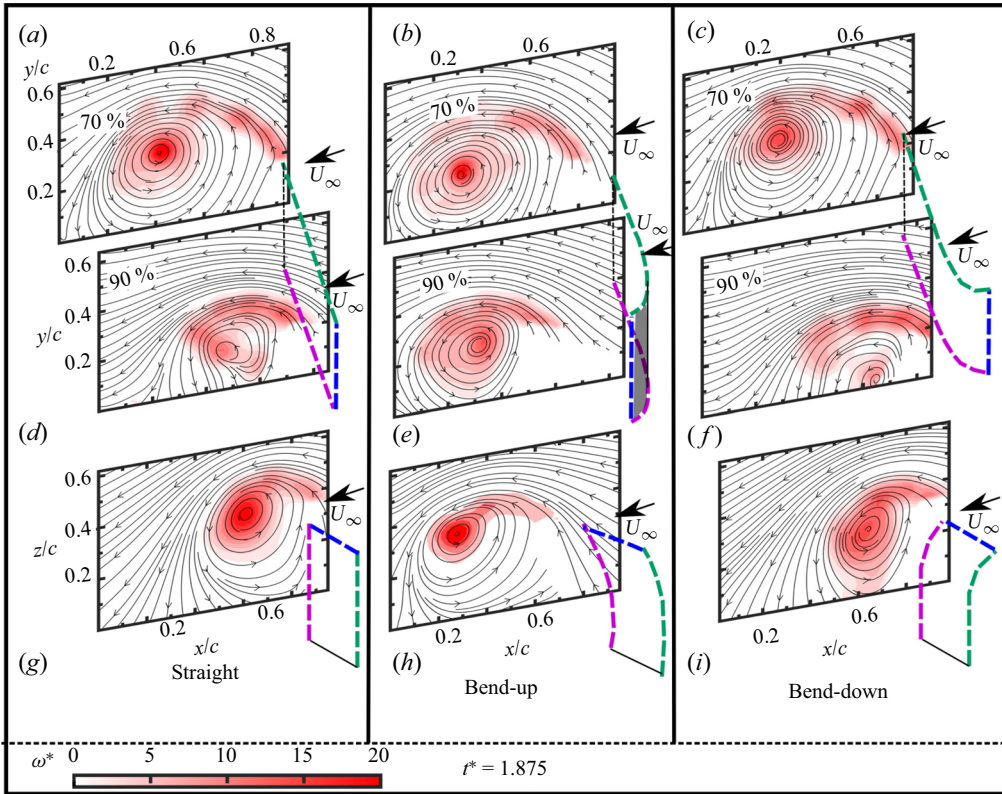 (a)
0.2
0.6
0.8
y/c
0.6
0.4
0.2
70 %
U∞
(b)
0.2
0.6
70 %
U∞
(c)
0.2
0.6
70 %
U∞
0.6
0.4
0.2
y/c
90 %
U∞
90 %
90 %
U∞
(d)
0.6
0.4
0.2
z/c
0.2
0.6
x/c
U∞
(e)
0.2
0.6
x/c
U∞
(f)
0.2
0.6
x/c
U∞
(g)
Straight
(h)
Bend-up
(i)
Bend-down
ω*
0
5
10
15
20
t* = 1.875